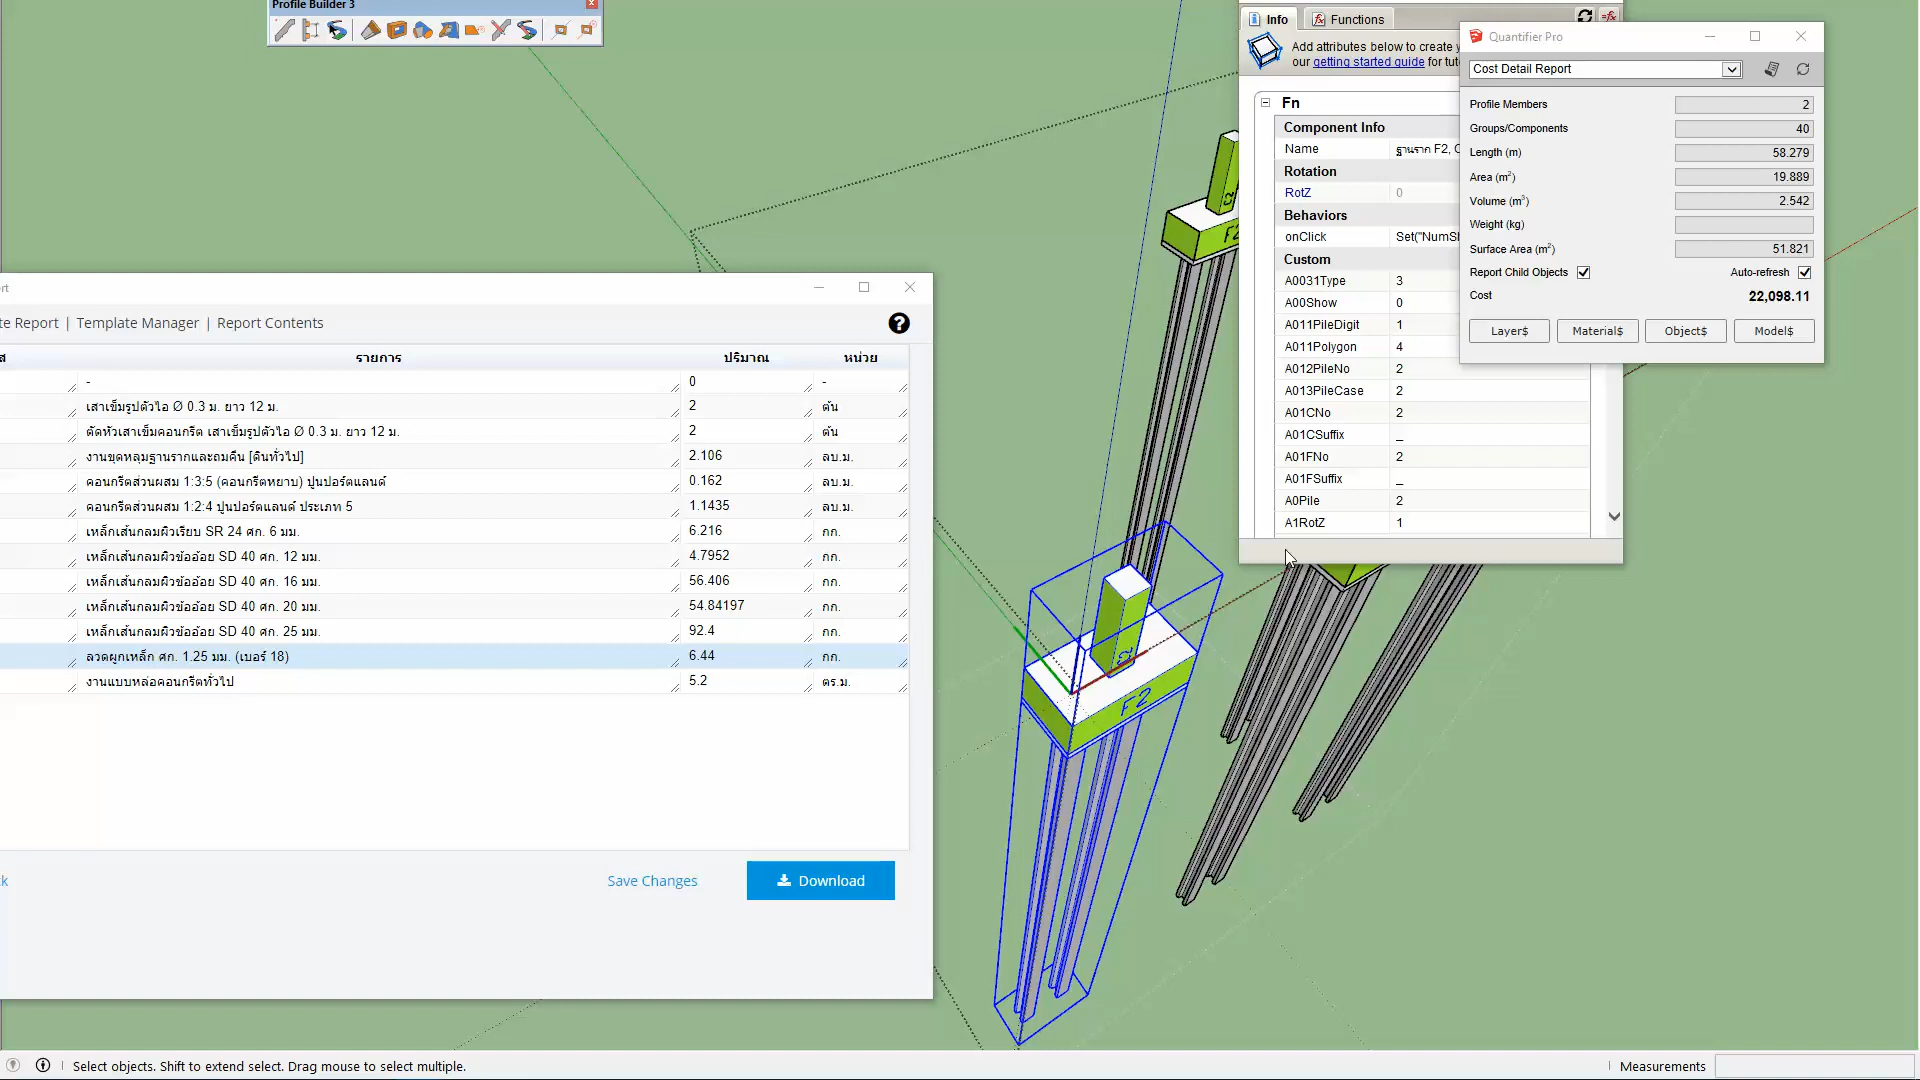 Profile Builder 3
Info
Functions
Add attributes below to create y
our getting started guide for tut
Fn
Component Info
Name
ฐานราก F2, C
Rotation
RotZ 0
Behaviors
onClick Set("NumSh
Custom
A0031Type 3
A00Show 0
A011PileDigit 1
A011Polygon 4
A012PileNo 2
A013PileCase 2
A01CNo 2
A01CSuffix _
A01FNo 2
A01FSuffix _
A0Pile 2
A1RotZ 1
Quantifier Pro
Cost Detail Report
Profile Members 2
Groups/Components 40
Length (m) 58.279
Area (m²) 19.889
Volume (m³) 2.542
Weight (kg)
Surface Area (m²) 51.821
Report Child Objects Auto-refresh
Cost 22,098.11
Layer$ Material$ Object$ Model$
rt
te Report | Template Manager | Report Contents
ส รายการ ปริมาณ หน่วย
- 0 -
เสาเข็มรูปตัวไอ Ø 0.3 ม. ยาว 12 ม. 2 ต้น
ตัดหัวเสาเข็มคอนกรีต เสาเข็มรูปตัวไอ Ø 0.3 ม. ยาว 12 ม. 2 ต้น
งานขุดหลุมฐานรากและถมคืน [ดินทั่วไป] 2.106 ลบ.ม.
คอนกรีตส่วนผสม 1:3:5 (คอนกรีตหยาบ) ปูนปอร์ตแลนด์ 0.162 ลบ.ม.
คอนกรีตส่วนผสม 1:2:4 ปูนปอร์ตแลนด์ ประเภท 5 1.1435 ลบ.ม.
เหล็กเส้นกลมผิวเรียบ SR 24 ศก. 6 มม. 6.216 กก.
เหล็กเส้นกลมผิวข้ออ้อย SD 40 ศก. 12 มม. 4.7952 กก.
เหล็กเส้นกลมผิวข้ออ้อย SD 40 ศก. 16 มม. 56.406 กก.
เหล็กเส้นกลมผิวข้ออ้อย SD 40 ศก. 20 มม. 54.84197 กก.
เหล็กเส้นกลมผิวข้ออ้อย SD 40 ศก. 25 มม. 92.4 กก.
ลวดผูกเหล็ก ศก. 1.25 มม. (เบอร์ 18) 6.44 กก.
งานแบบหล่อคอนกรีตทั่วไป 5.2 ตร.ม.
ck Save Changes Download
F2
C2
F2
Select objects. Shift to extend select. Drag mouse to select multiple.
Measurements